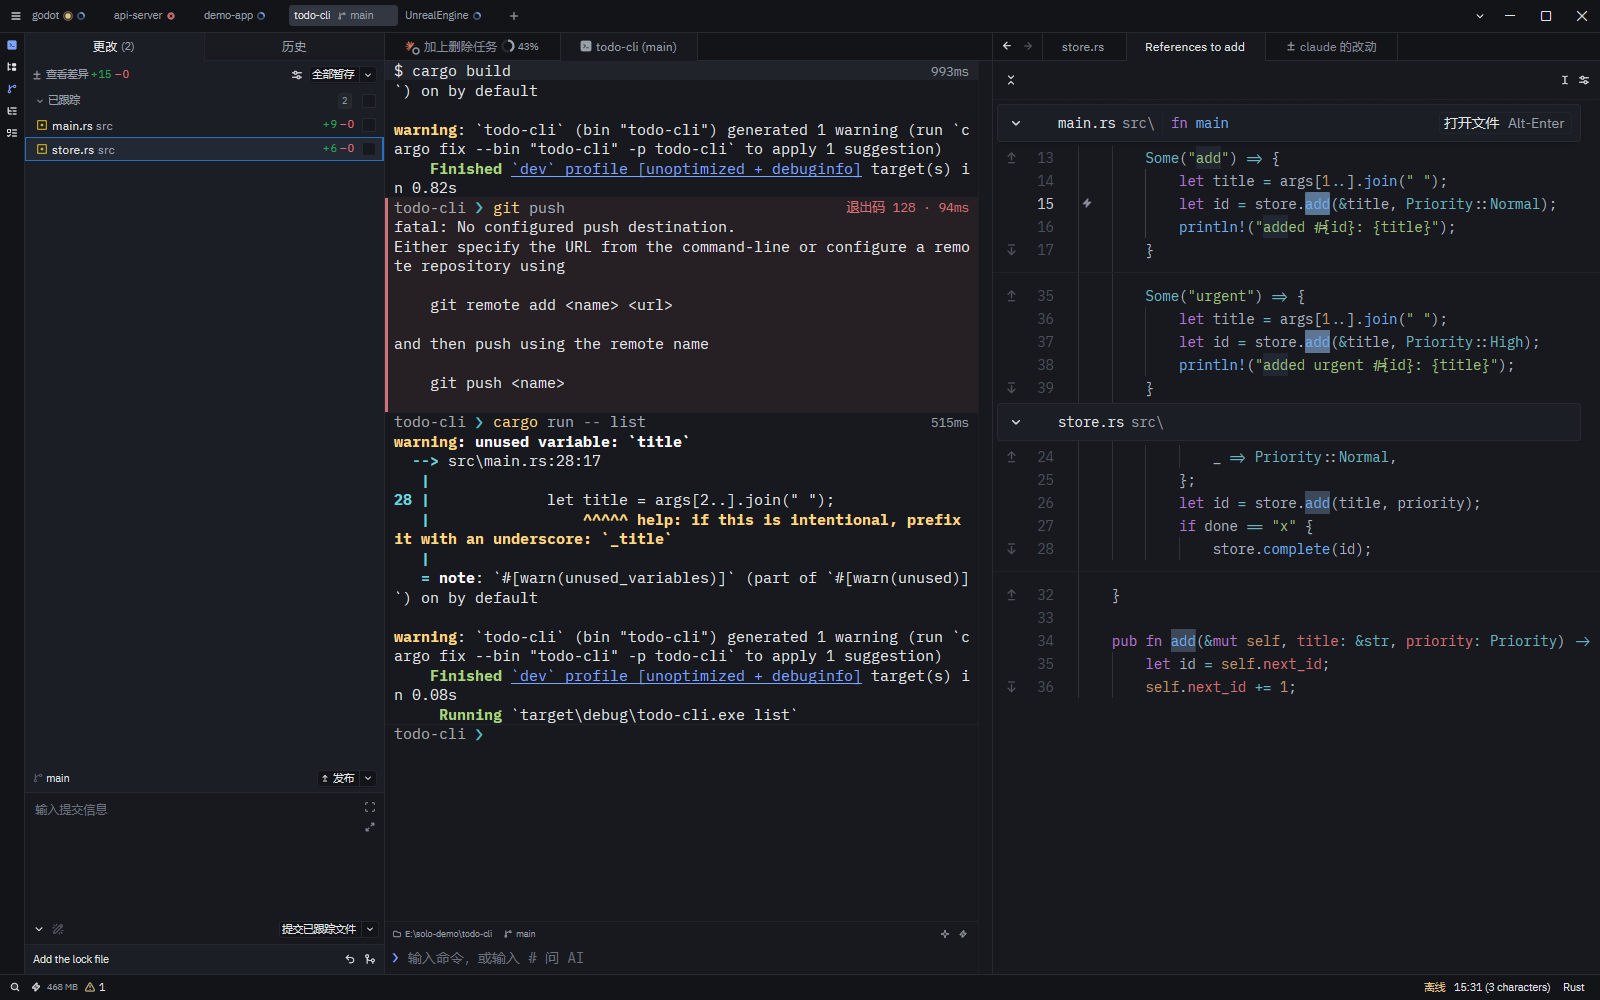 godot
api-server
demo-app
todo-cli main
UnrealEngine
更改 (2)
历史
查看差异 +15 −0
全部暂存
已跟踪
2
main.rs src
+9 −0
store.rs src
+6 −0
main
发布
输入提交信息
提交已跟踪文件
Add the lock file
加上删除任务 43%
todo-cli (main)
$ cargo build
993ms
`) on by default
warning: `todo-cli` (bin "todo-cli") generated 1 warning (run `c
argo fix --bin "todo-cli" -p todo-cli` to apply 1 suggestion)
Finished `dev` profile [unoptimized + debuginfo] target(s) i
n 0.82s
todo-cli ❯ git push
退出码 128 · 94ms
fatal: No configured push destination.
Either specify the URL from the command-line or configure a remo
te repository using
git remote add <name> <url>
and then push using the remote name
git push <name>
todo-cli ❯ cargo run -- list
515ms
warning: unused variable: `title`
--> src\main.rs:28:17
|
28 | let title = args[2..].join(" ");
| ^^^^^ help: if this is intentional, prefix
it with an underscore: `_title`
|
= note: `#[warn(unused_variables)]` (part of `#[warn(unused)]
`) on by default
warning: `todo-cli` (bin "todo-cli") generated 1 warning (run `c
argo fix --bin "todo-cli" -p todo-cli` to apply 1 suggestion)
Finished `dev` profile [unoptimized + debuginfo] target(s) i
n 0.08s
Running `target\debug\todo-cli.exe list`
todo-cli ❯
E:\solo-demo\todo-cli main
❯ 输入命令，或输入 # 问 AI
store.rs
References to add
claude 的改动
main.rs src\ fn main
打开文件 Alt-Enter
13 Some("add") => {
14 let title = args[1..].join(" ");
15 let id = store.add(&title, Priority::Normal);
16 println!("added #{id}: {title}");
17 }
35 Some("urgent") => {
36 let title = args[1..].join(" ");
37 let id = store.add(&title, Priority::High);
38 println!("added urgent #{id}: {title}");
39 }
store.rs src\
24 _ => Priority::Normal,
25 };
26 let id = store.add(title, priority);
27 if done == "x" {
28 store.complete(id);
32 }
33
34 pub fn add(&mut self, title: &str, priority: Priority) ->
35 let id = self.next_id;
36 self.next_id += 1;
468 MB
1
离线
15:31 (3 characters)
Rust